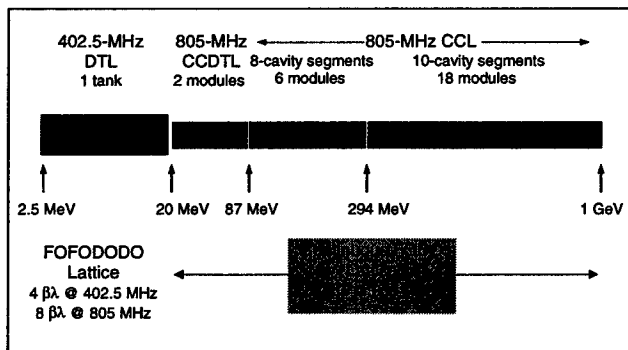 402.5-MHz
DTL
1 tank
805-MHz
CCDTL
2 modules
805-MHz CCL
8-cavity segments
6 modules
10-cavity segments
18 modules
2.5 MeV
20 MeV
87 MeV
294 MeV
1 GeV
FOFODODO
Lattice
4 βλ @ 402.5 MHz
8 βλ @ 805 MHz